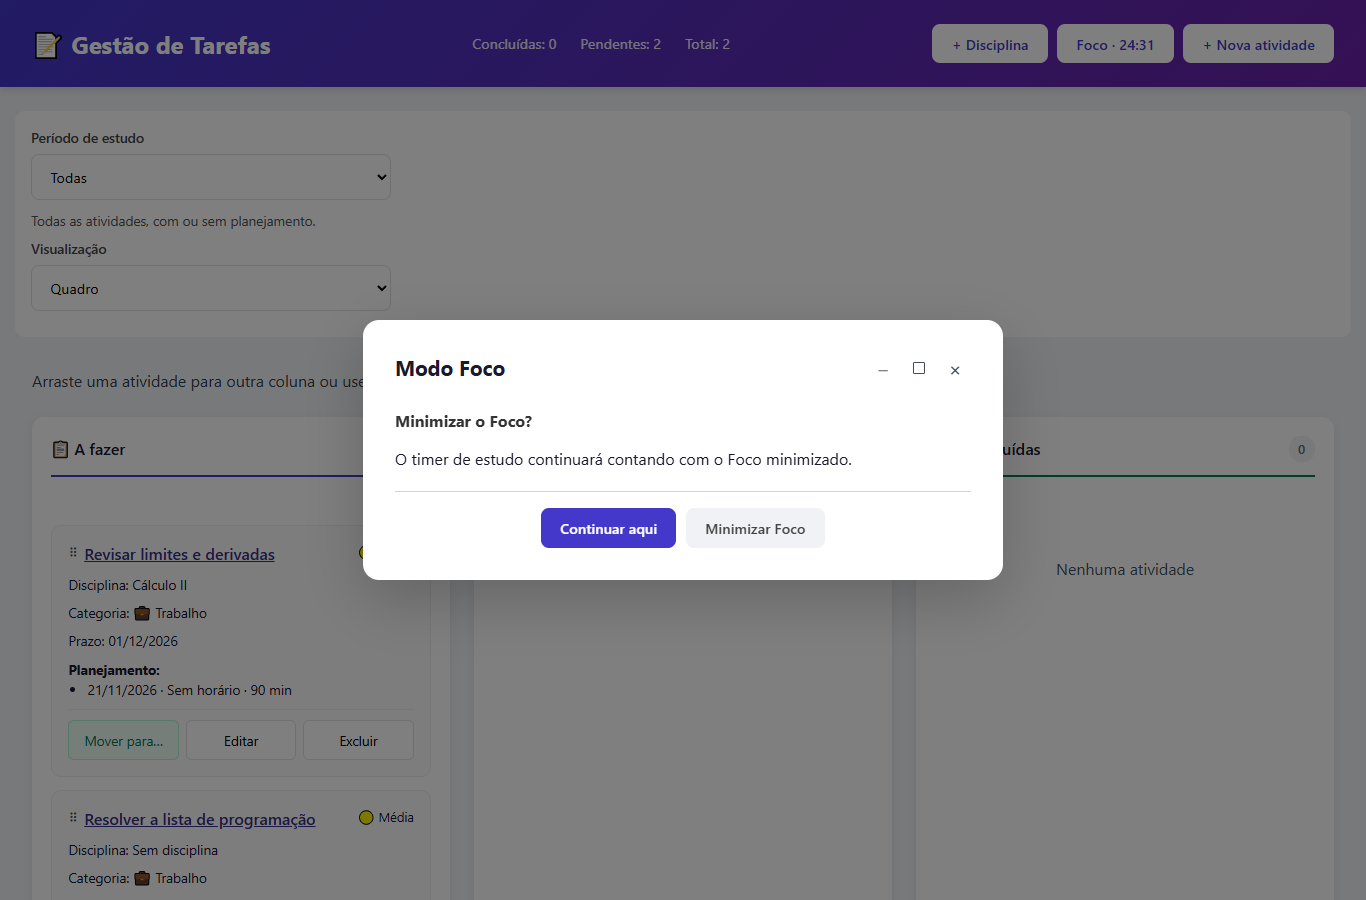 📝 Gestão de Tarefas
Concluídas: 0 Pendentes: 2 Total: 2
+ Disciplina
Foco · 24:31
+ Nova atividade
Período de estudo
Todas
Todas as atividades, com ou sem planejamento.
Visualização
Quadro
Arraste uma atividade para outra coluna ou use
Modo Foco
Minimizar o Foco?
O timer de estudo continuará contando com o Foco minimizado.
Continuar aqui
Minimizar Foco
📋 A fazer
Revisar limites e derivadas
Disciplina: Cálculo II
Categoria: 💼 Trabalho
Prazo: 01/12/2026
Planejamento:
• 21/11/2026 · Sem horário · 90 min
Mover para...
Editar
Excluir
Resolver a lista de programação
🟡 Média
Disciplina: Sem disciplina
Categoria: 💼 Trabalho
uídas
0
Nenhuma atividade